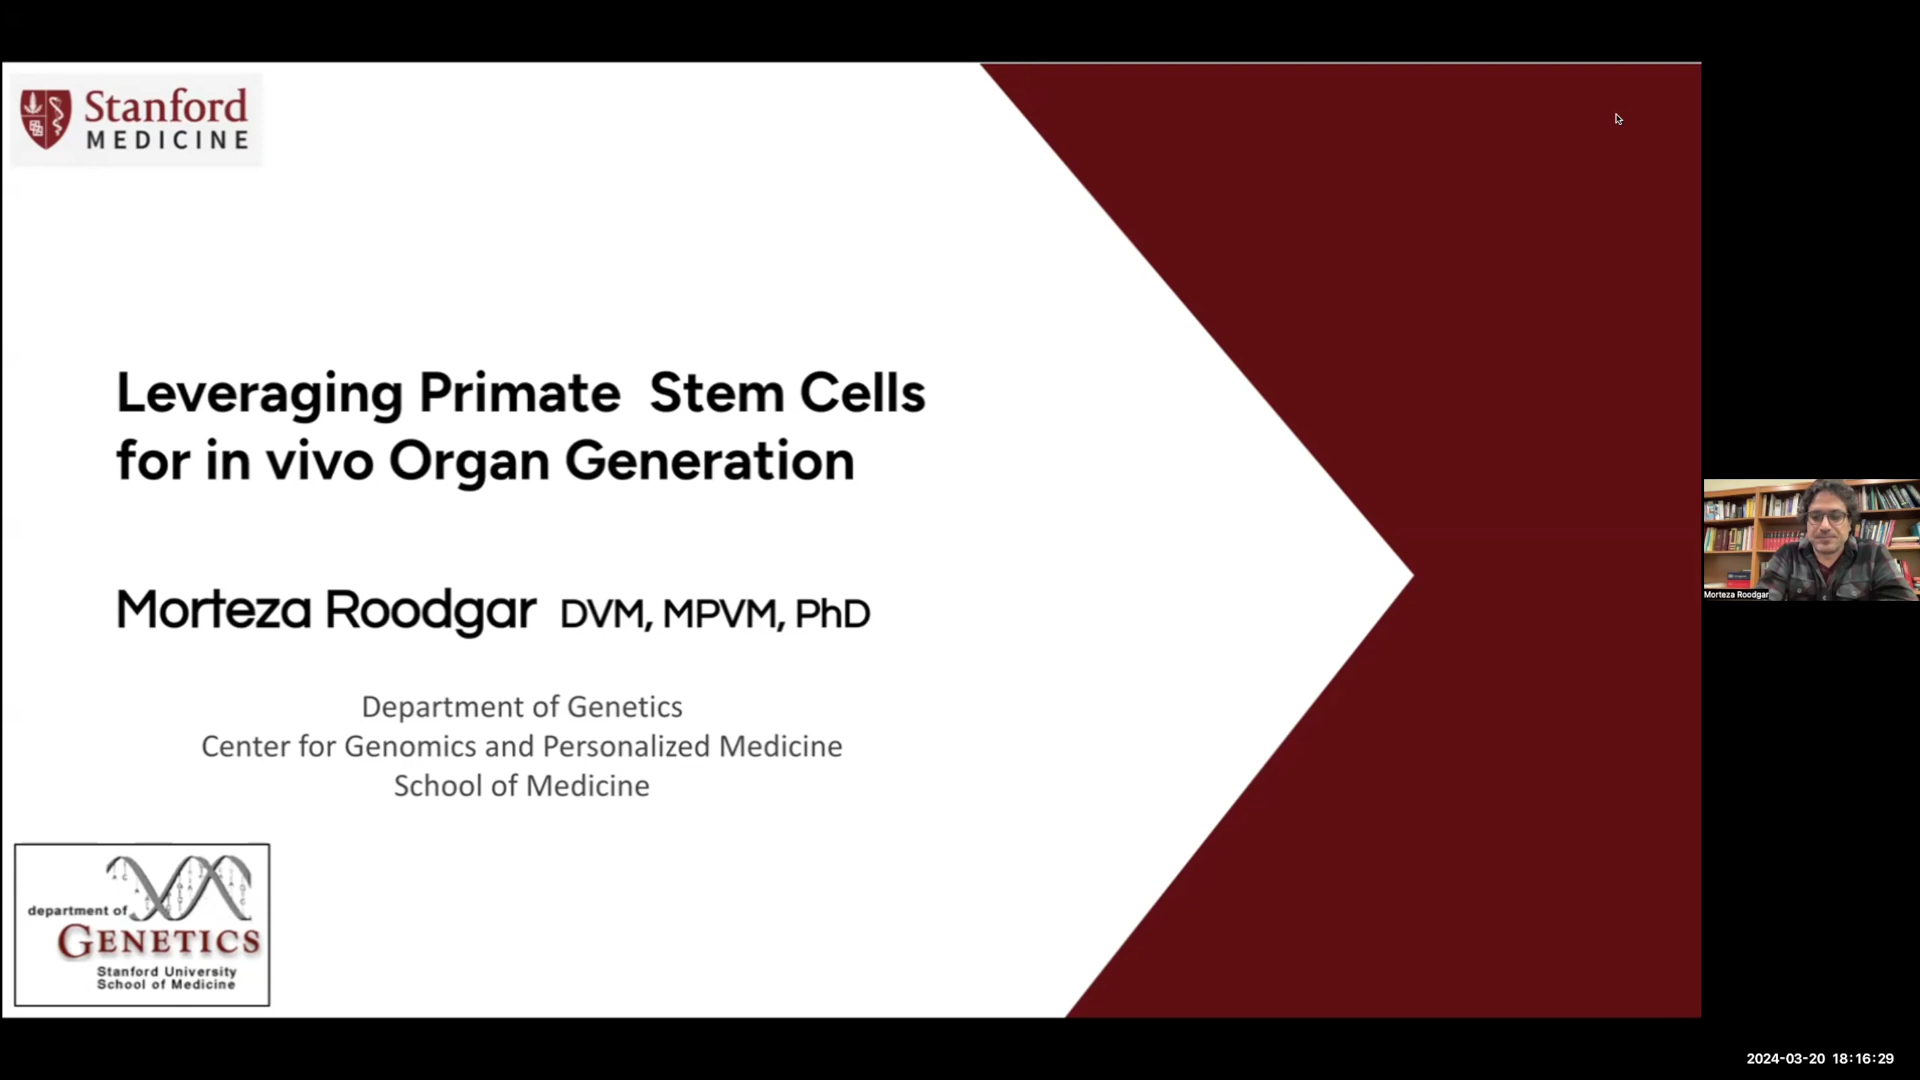 Stanford
MEDICINE
Leveraging Primate Stem Cells
for in vivo Organ Generation
Morteza Roodgar DVM, MPVM, PhD
Department of Genetics
Center for Genomics and Personalized Medicine
School of Medicine
department of
GENETICS
Stanford University
School of Medicine
Morteza Roodgar
2024-03-20 18:16:29